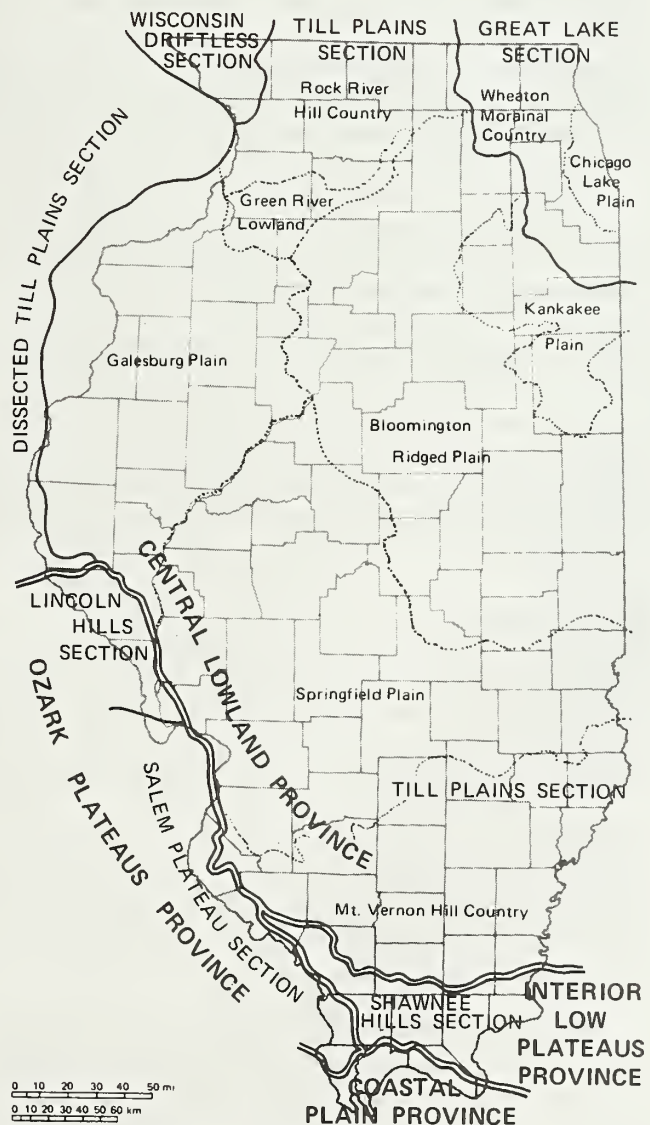 WISCONSIN
DRIFTLESS
SECTION
TILL PLAINS
SECTION
GREAT LAKE
SECTION
Rock River
Hill Country
Wheaton
Morainal
Country
Chicago
Lake
Plain
DISSECTED TILL PLAINS SECTION
Green River
Lowland
Kankakee
Plain
Galesburg Plain
Bloomington
Ridged Plain
CENTRAL LOWLAND PROVINCE
LINCOLN
HILLS
SECTION
OZARK PLATEAUS PROVINCE
Springfield Plain
SALEM PLATEAU SECTION
TILL PLAINS SECTION
Mt. Vernon Hill Country
SHAWNEE
HILLS SECTION
INTERIOR
LOW
PLATEAUS
PROVINCE
COASTAL
PLAIN PROVINCE
0 10 20 30 40 50 mi
0 10 20 30 40 50 60 km